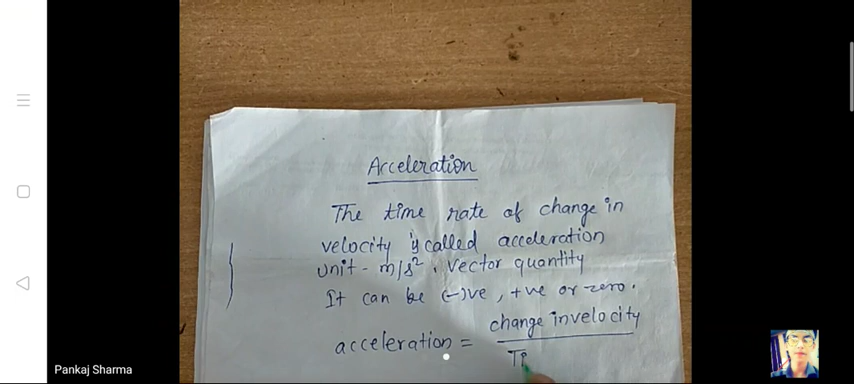 Acceleration
The time rate of change in
velocity is called acceleration
unit - m/s². Vector quantity
It can be (-)ve, +ve or zero.
acceleration = change in velocity
Ti
Pankaj Sharma